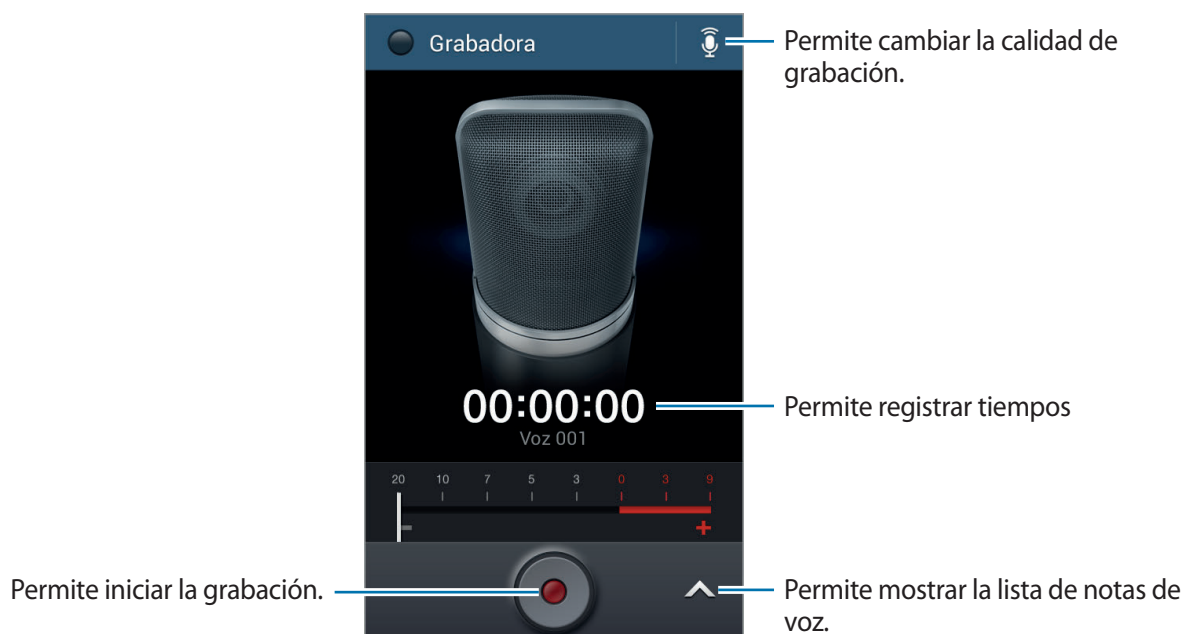 Grabadora
Permite cambiar la calidad de
grabación.
00:00:00
Permite registrar tiempos
Voz 001
20 10 7 5 3 0 3 9
- +
Permite iniciar la grabación.
Permite mostrar la lista de notas de
voz.